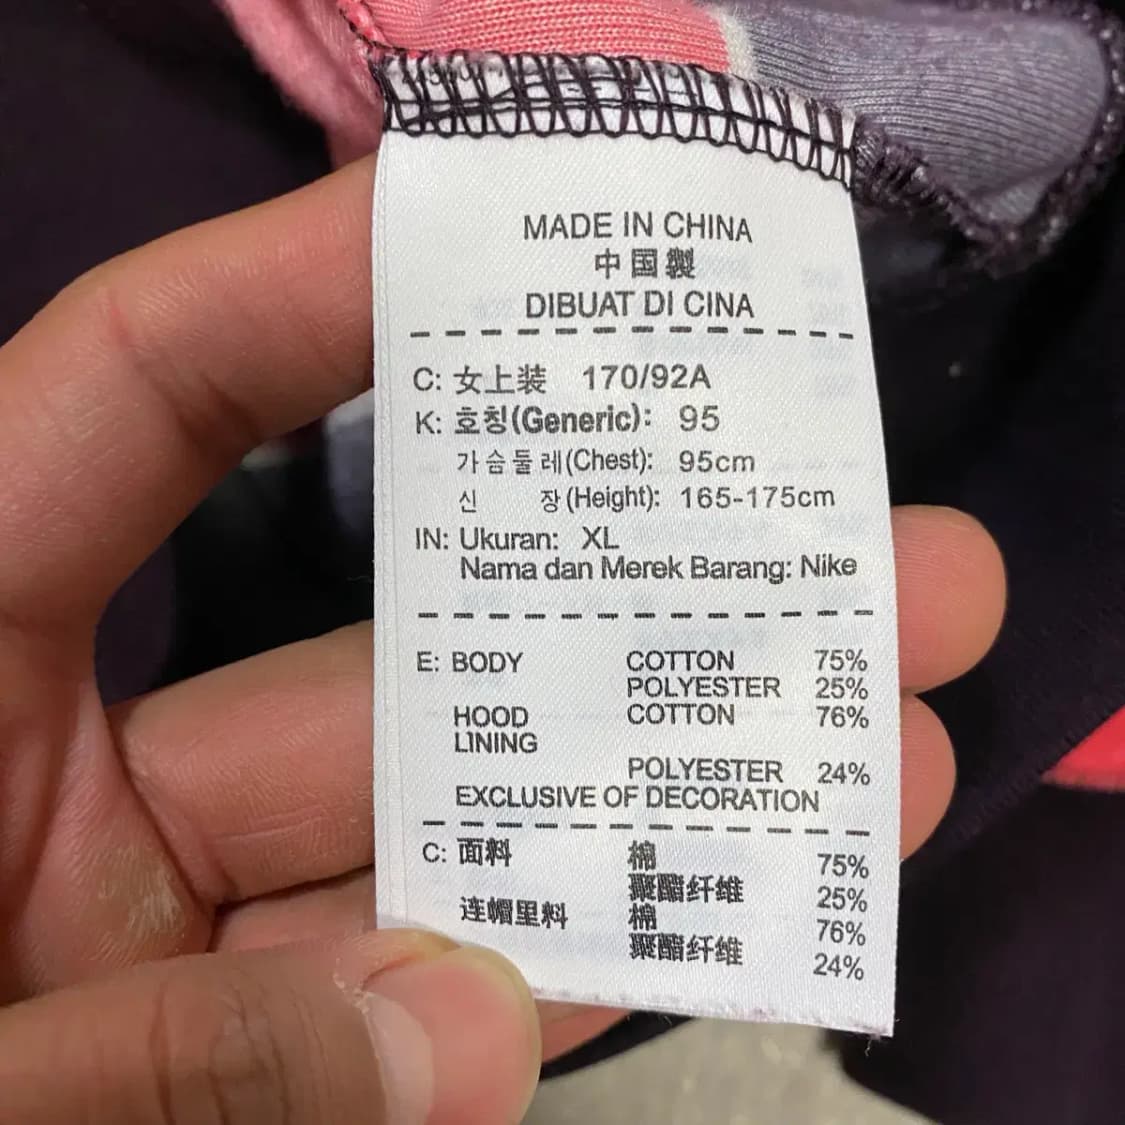 MADE IN CHINA
中国製
DIBUAT DI CINA
C: 女上装 170/92A
K: 호칭(Generic): 95
가슴둘레(Chest): 95cm
신 장(Height): 165-175cm
IN: Ukuran: XL
Nama dan Merek Barang: Nike
E: BODY COTTON 75%
POLYESTER 25%
HOOD COTTON 76%
LINING
POLYESTER 24%
EXCLUSIVE OF DECORATION
C: 面料 棉 75%
聚酯纤维 25%
连帽里料 棉 76%
聚酯纤维 24%